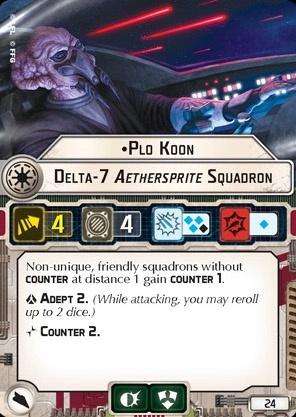 •Plo Koon
Delta-7 Aethersprite Squadron
4 4
Non-unique, friendly squadrons without
COUNTER at distance 1 gain COUNTER 1.
Adept 2. (While attacking, you may reroll
up to 2 dice.)
Counter 2.
24
© FFG